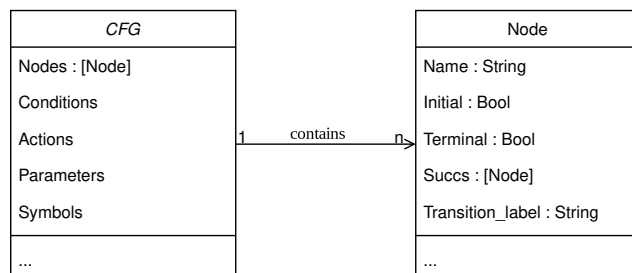 CFG
Nodes : [Node]
Conditions
Actions
Parameters
Symbols
...
1 contains n
Node
Name : String
Initial : Bool
Terminal : Bool
Succs : [Node]
Transition_label : String
...